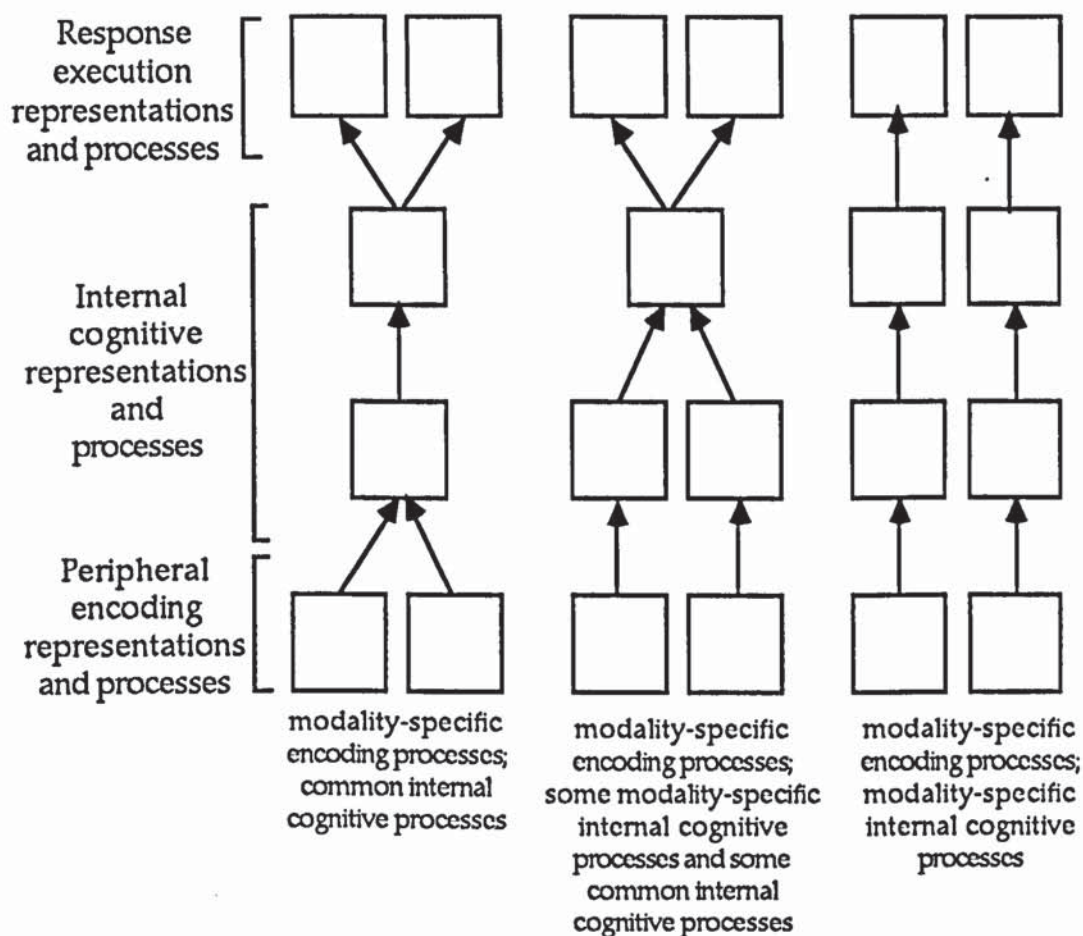 Response
execution
representations
and processes
Internal
cognitive
representations
and
processes
Peripheral
encoding
representations
and processes
modality-specific
encoding processes;
common internal
cognitive processes
modality-specific
encoding processes;
some modality-specific
internal cognitive
processes and some
common internal
cognitive processes
modality-specific
encoding processes;
modality-specific
internal cognitive
processes